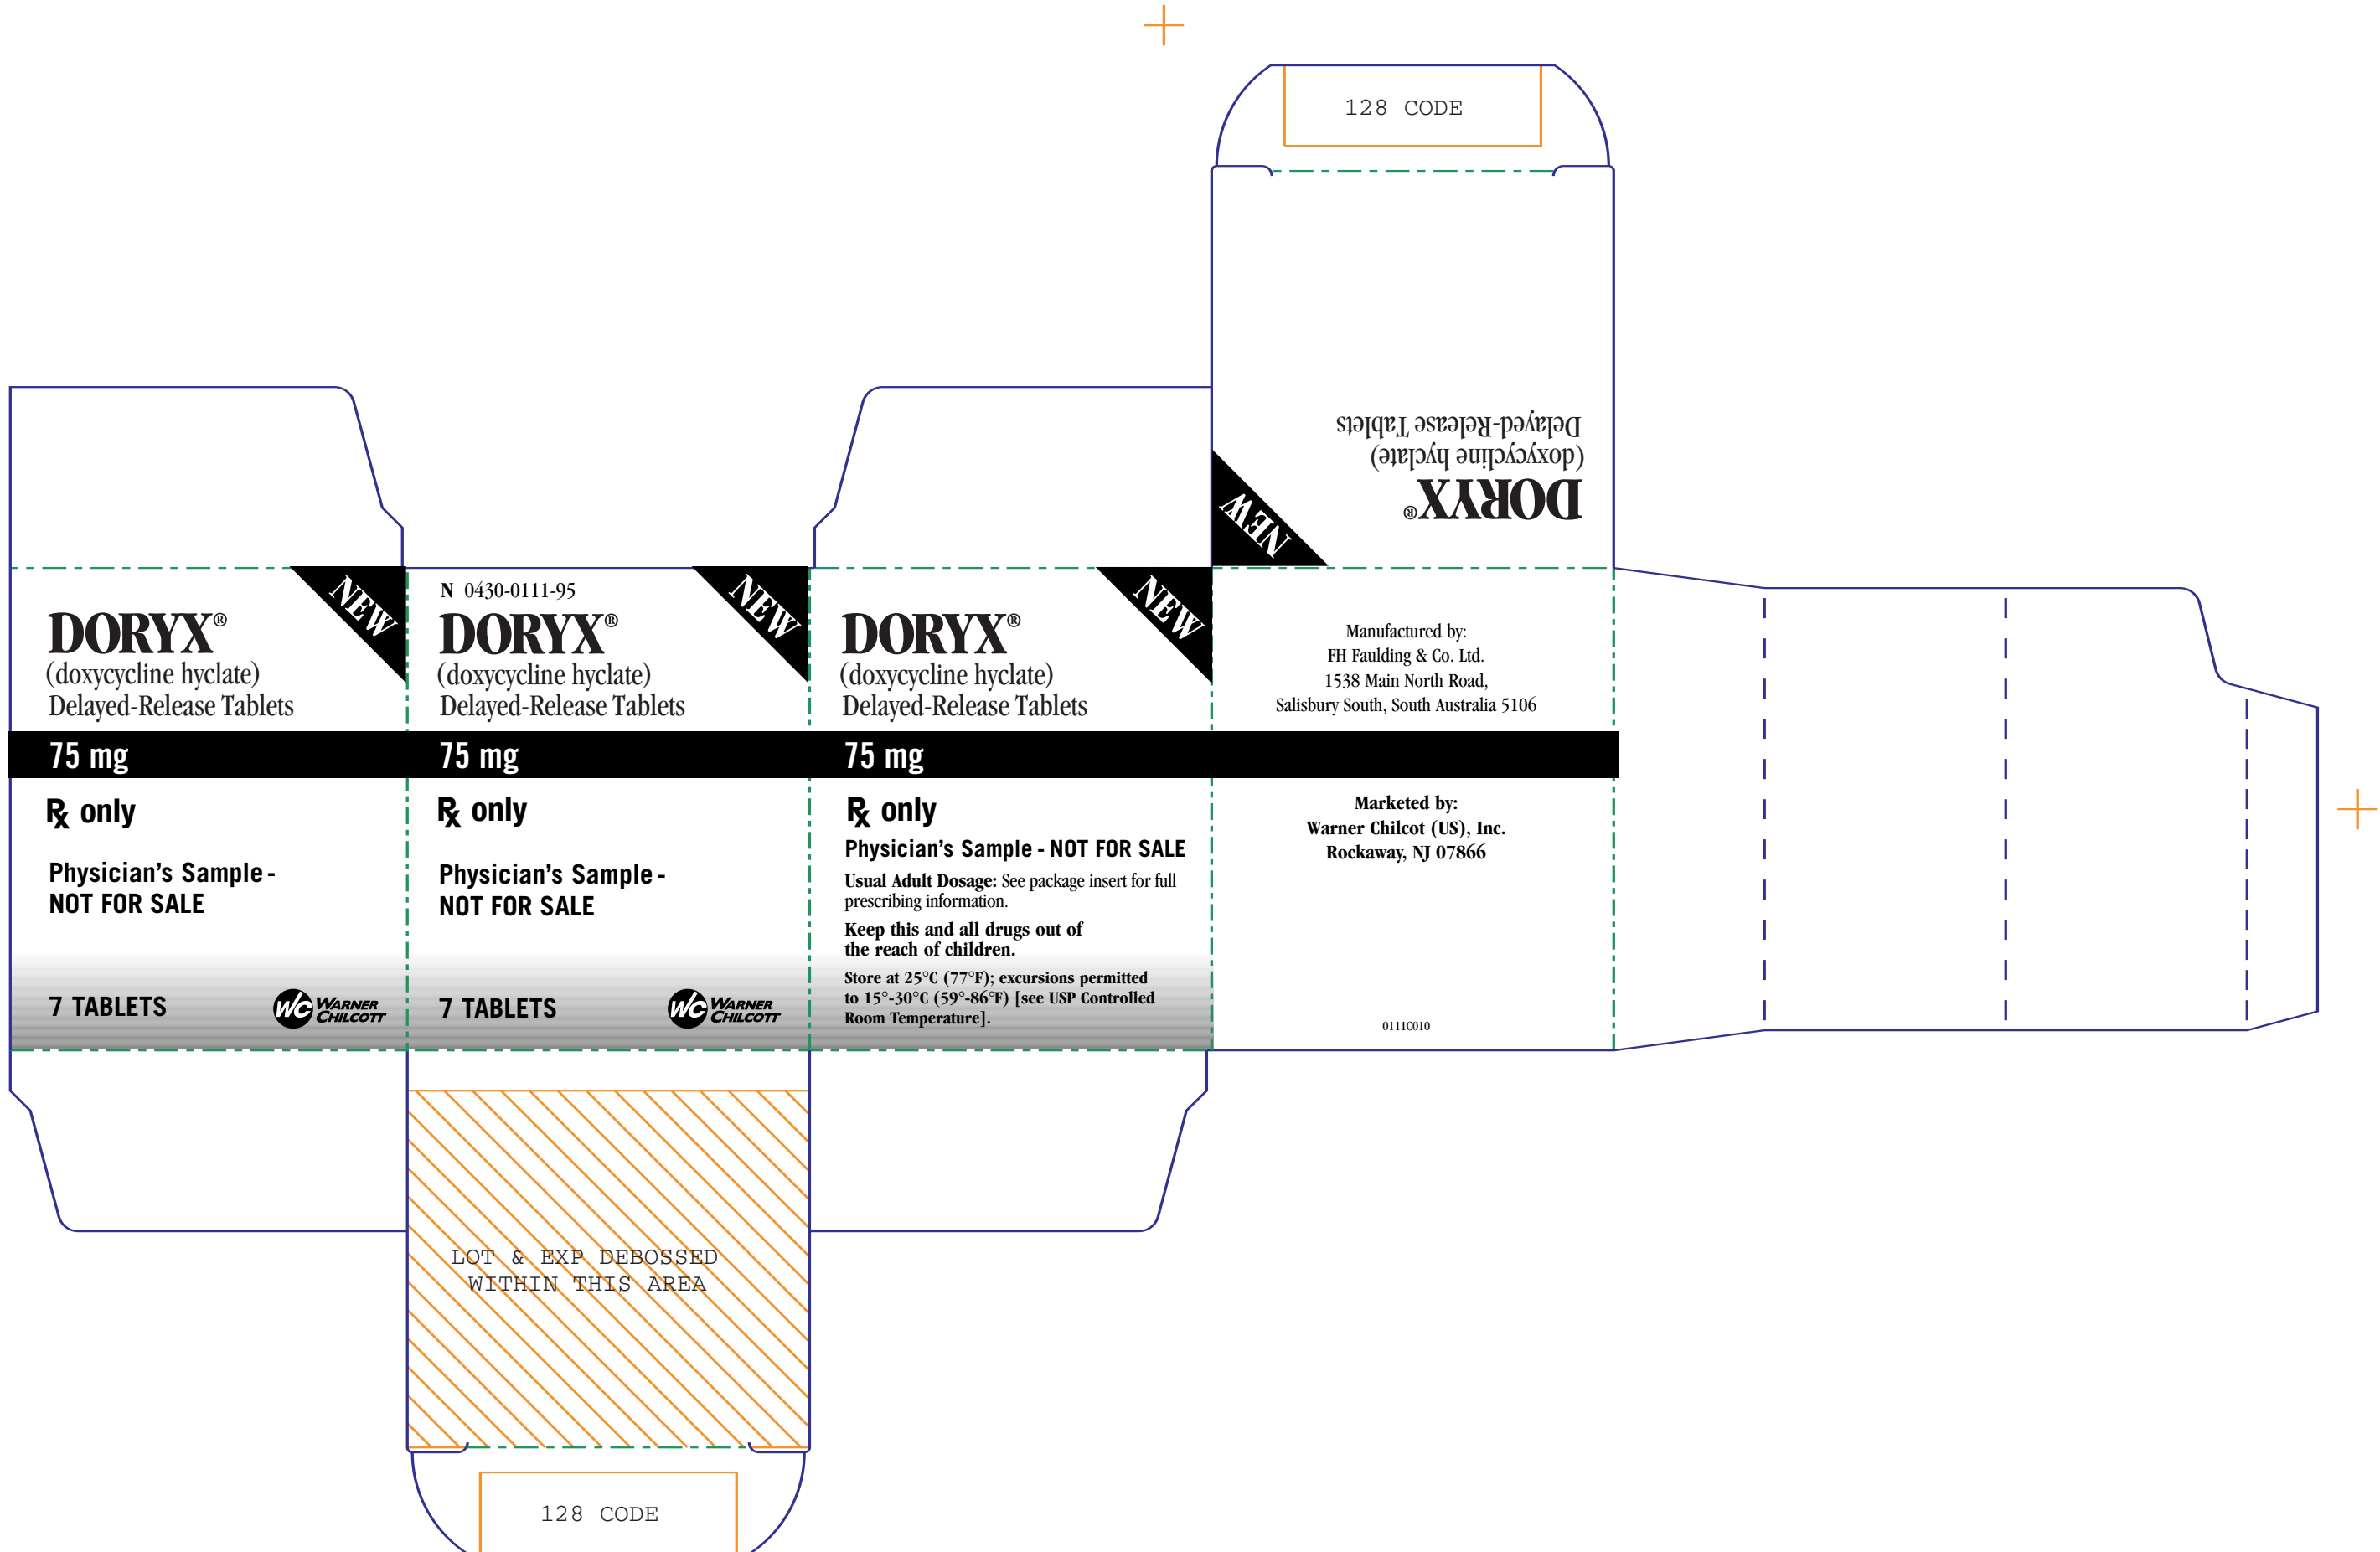 128 CODE
DORYX®
(doxycycline hyclate)
Delayed-Release Tablets
NEW
NEW
DORYX®
(doxycycline hyclate)
Delayed-Release Tablets
75 mg
℞ only
Physician’s Sample -
NOT FOR SALE
7 TABLETS
WC WARNER
CHILCOTT
N 0430-0111-95
NEW
DORYX®
(doxycycline hyclate)
Delayed-Release Tablets
75 mg
℞ only
Physician’s Sample -
NOT FOR SALE
7 TABLETS
WC WARNER
CHILCOTT
NEW
DORYX®
(doxycycline hyclate)
Delayed-Release Tablets
75 mg
℞ only
Physician’s Sample - NOT FOR SALE
Usual Adult Dosage: See package insert for full
prescribing information.
Keep this and all drugs out of
the reach of children.
Store at 25°C (77°F); excursions permitted
to 15°-30°C (59°-86°F) [see USP Controlled
Room Temperature].
Manufactured by:
FH Faulding & Co. Ltd.
1538 Main North Road,
Salisbury South, South Australia 5106
Marketed by:
Warner Chilcot (US), Inc.
Rockaway, NJ 07866
0111C010
LOT & EXP DEBOSSED
WITHIN THIS AREA
128 CODE